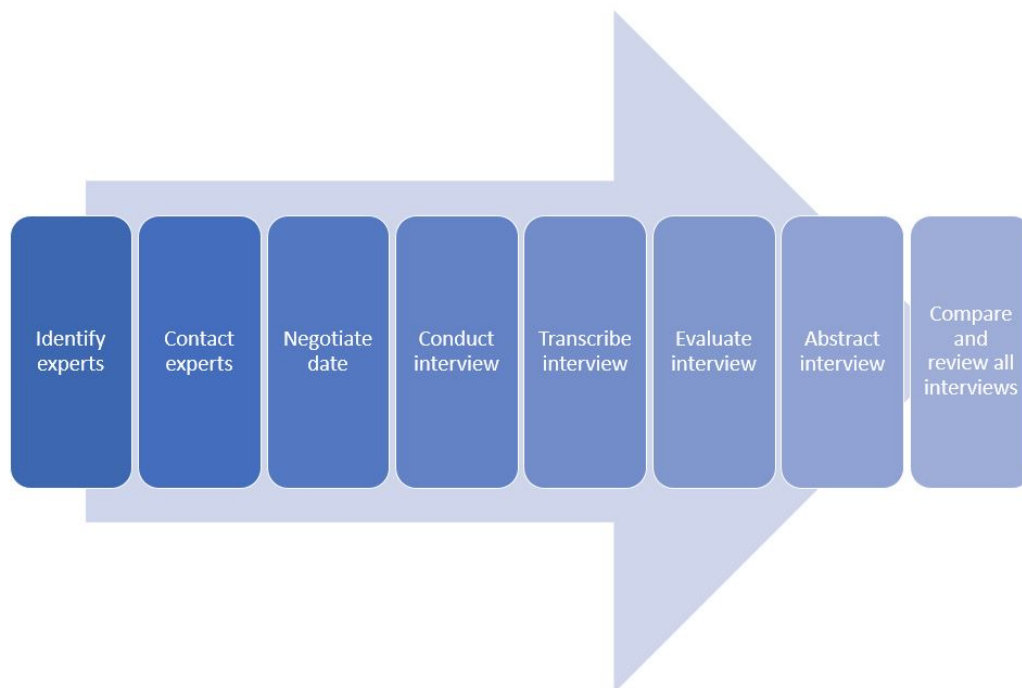 Identify
experts
Contact
experts
Negotiate
date
Conduct
interview
Transcribe
interview
Evaluate
interview
Abstract
interview
Compare
and
review all
interviews